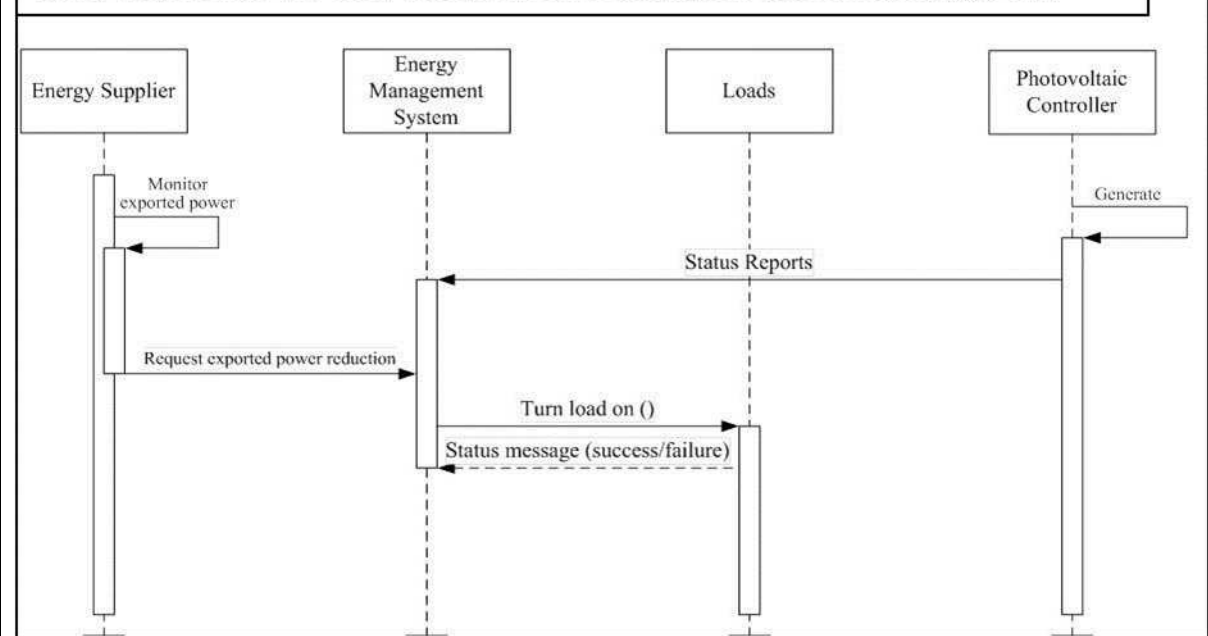 Energy Supplier
Energy
Management
System
Loads
Photovoltaic
Controller
Monitor
exported power
Generate
Status Reports
Request exported power reduction
Turn load on ()
Status message (success/failure)